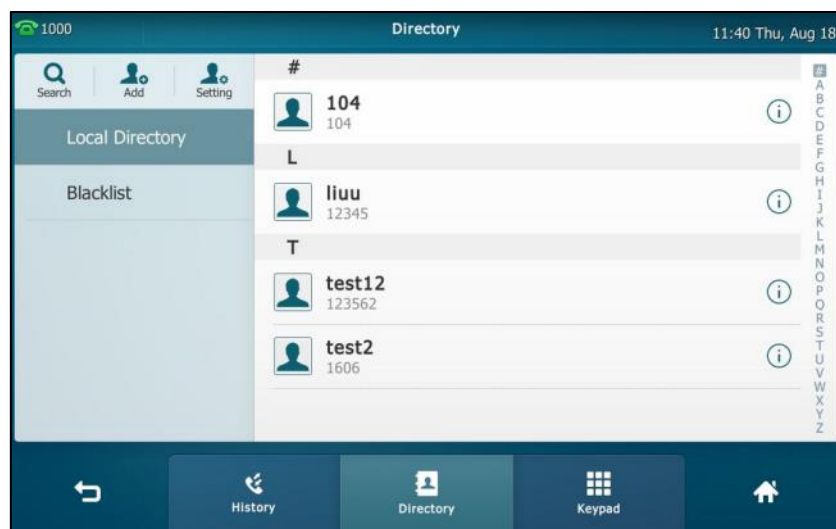 1000
Directory
11:40 Thu, Aug 18
Search
Add
Setting
Local Directory
Blacklist
#
104
104
L
liuu
12345
T
test12
123562
test2
1606
#
A
B
C
D
E
F
G
H
I
J
K
L
M
N
O
P
Q
R
S
T
U
V
W
X
Y
Z
History
Directory
Keypad